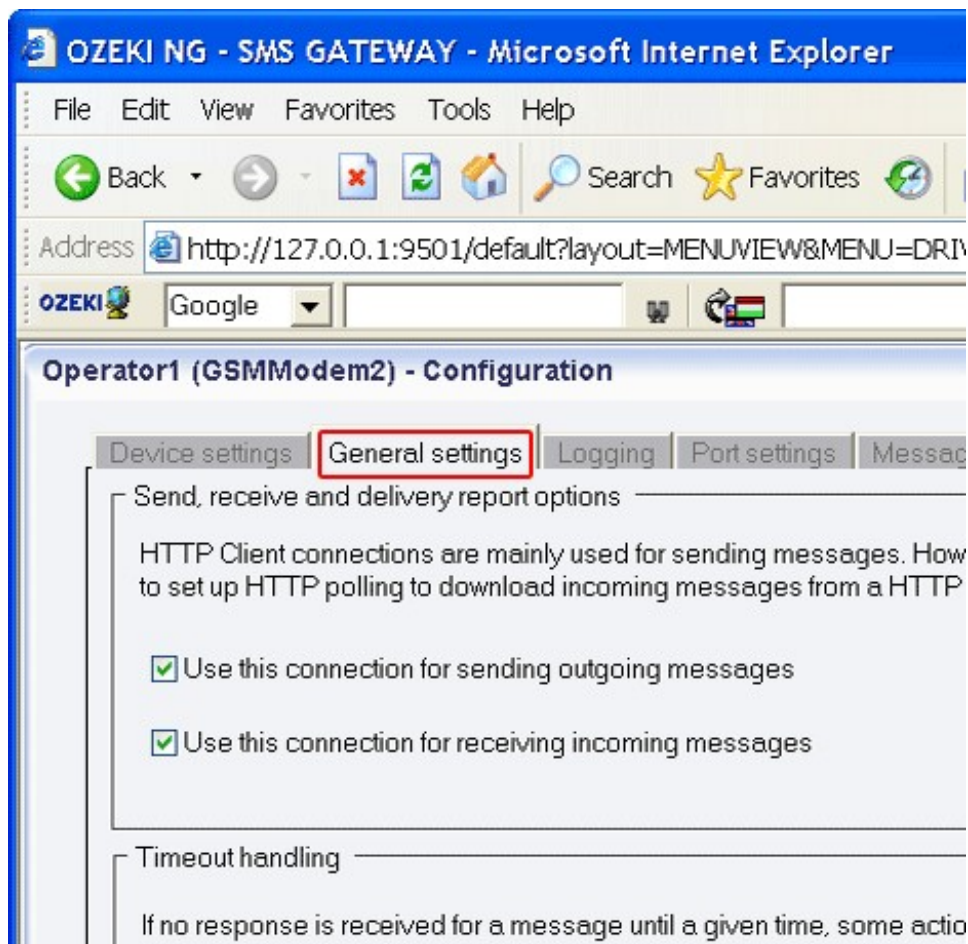 OZEKI NG - SMS GATEWAY - Microsoft Internet Explorer
File Edit View Favorites Tools Help
Back Search Favorites
Address http://127.0.0.1:9501/default?layout=MENUVIEW&MENU=DRIV
OZEKI Google
Operator1 (GSMModem2) - Configuration
Device settings General settings Logging Port settings Messag
Send, receive and delivery report options
HTTP Client connections are mainly used for sending messages. How
to set up HTTP polling to download incoming messages from a HTTP
Use this connection for sending outgoing messages
Use this connection for receiving incoming messages
Timeout handling
If no response is received for a message until a given time, some actio